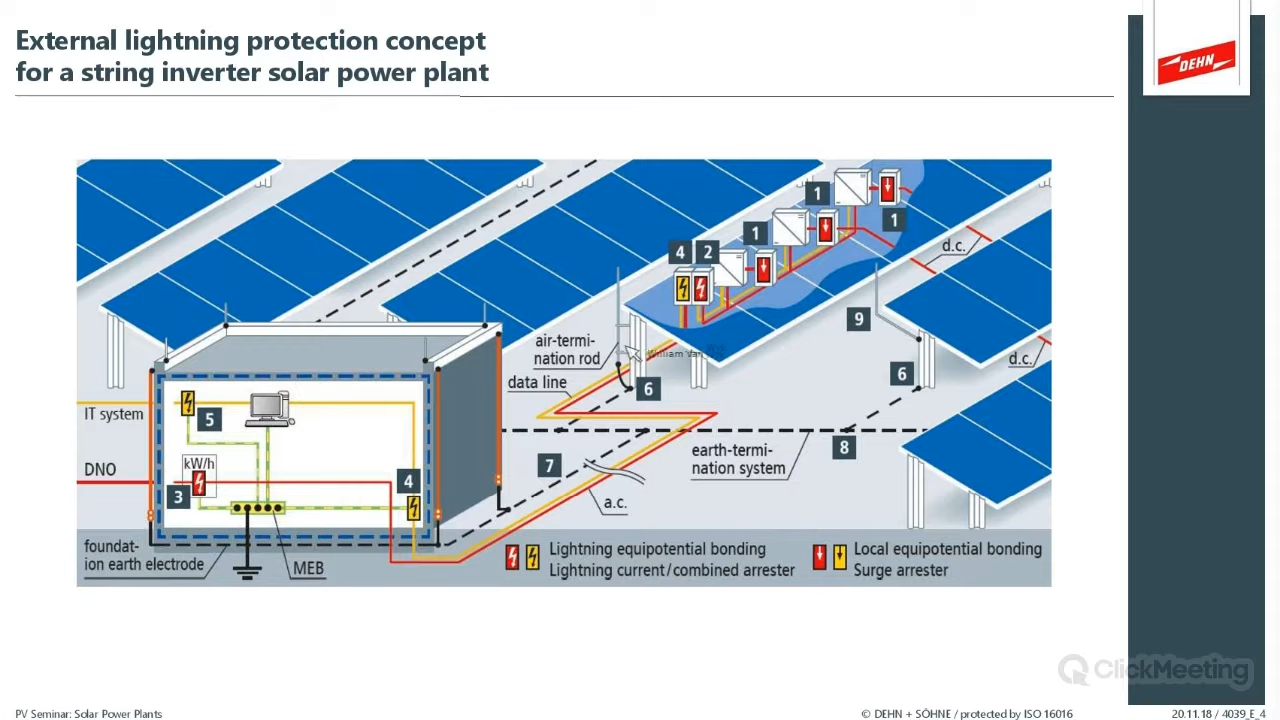 External lightning protection concept
for a string inverter solar power plant
DEHN
1
1
1
4 2
d.c.
9
air-termi-
nation rod
data line
6
6
d.c.
IT system
5
DNO
kW/h
3
4
7
earth-termi-
nation system
8
a.c.
foundat-
ion earth electrode
MEB
Lightning equipotential bonding
Lightning current/combined arrester
Local equipotential bonding
Surge arrester
ClickMeeting
PV Seminar: Solar Power Plants
© DEHN + SÖHNE / protected by ISO 16016
20.11.18 / 4039_E_4